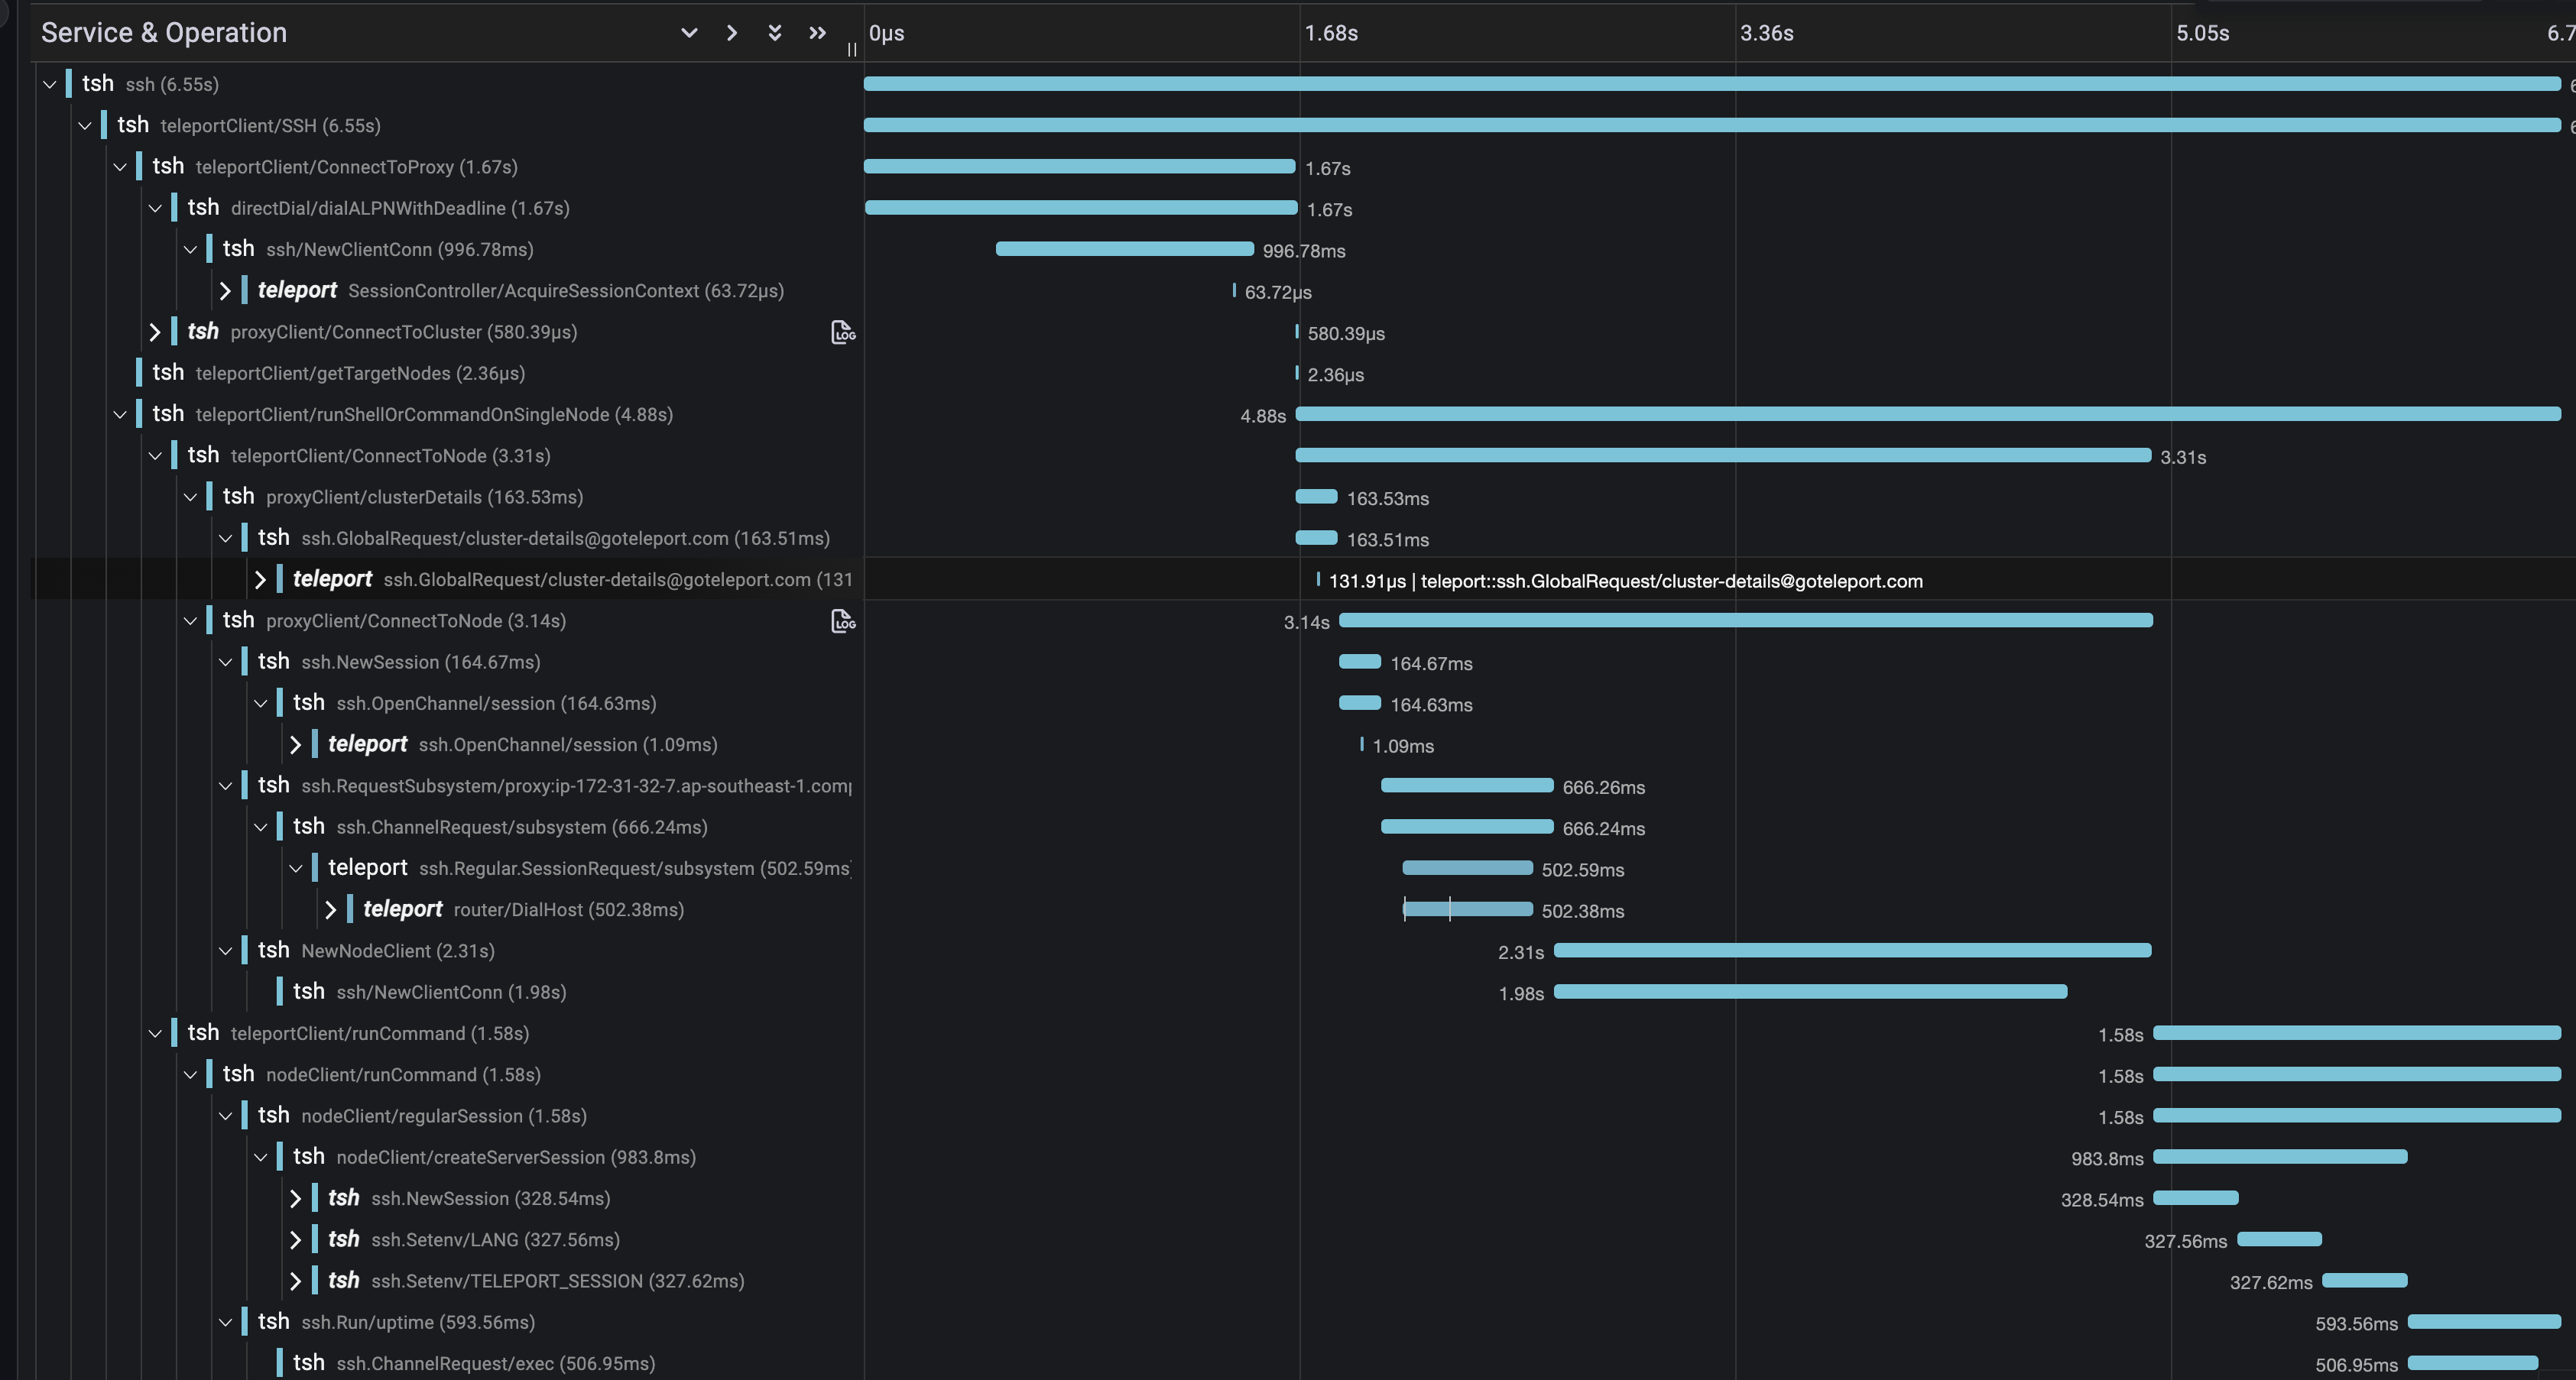 Service & Operation 0µs 1.68s 3.36s 5.05s
tsh ssh (6.55s)
tsh teleportClient/SSH (6.55s)
tsh teleportClient/ConnectToProxy (1.67s) 1.67s
tsh directDial/dialALPNWithDeadline (1.67s) 1.67s
tsh ssh/NewClientConn (996.78ms) 996.78ms
teleport SessionController/AcquireSessionContext (63.72µs) 63.72µs
tsh proxyClient/ConnectToCluster (580.39µs) LOG 580.39µs
tsh teleportClient/getTargetNodes (2.36µs) 2.36µs
tsh teleportClient/runShellOrCommandOnSingleNode (4.88s) 4.88s
tsh teleportClient/ConnectToNode (3.31s) 3.31s
tsh proxyClient/clusterDetails (163.53ms) 163.53ms
tsh ssh.GlobalRequest/cluster-details@goteleport.com (163.51ms) 163.51ms
teleport ssh.GlobalRequest/cluster-details@goteleport.com (131 131.91µs | teleport::ssh.GlobalRequest/cluster-details@goteleport.com
tsh proxyClient/ConnectToNode (3.14s) LOG 3.14s
tsh ssh.NewSession (164.67ms) 164.67ms
tsh ssh.OpenChannel/session (164.63ms) 164.63ms
teleport ssh.OpenChannel/session (1.09ms) 1.09ms
tsh ssh.RequestSubsystem/proxy:ip-172-31-32-7.ap-southeast-1.com 666.26ms
tsh ssh.ChannelRequest/subsystem (666.24ms) 666.24ms
teleport ssh.Regular.SessionRequest/subsystem (502.59ms 502.59ms
teleport router/DialHost (502.38ms) 502.38ms
tsh NewNodeClient (2.31s) 2.31s
tsh ssh/NewClientConn (1.98s) 1.98s
tsh teleportClient/runCommand (1.58s) 1.58s
tsh nodeClient/runCommand (1.58s) 1.58s
tsh nodeClient/regularSession (1.58s) 1.58s
tsh nodeClient/createServerSession (983.8ms) 983.8ms
tsh ssh.NewSession (328.54ms) 328.54ms
tsh ssh.Setenv/LANG (327.56ms) 327.56ms
tsh ssh.Setenv/TELEPORT_SESSION (327.62ms) 327.62ms
tsh ssh.Run/uptime (593.56ms) 593.56ms
tsh ssh.ChannelRequest/exec (506.95ms) 506.95ms